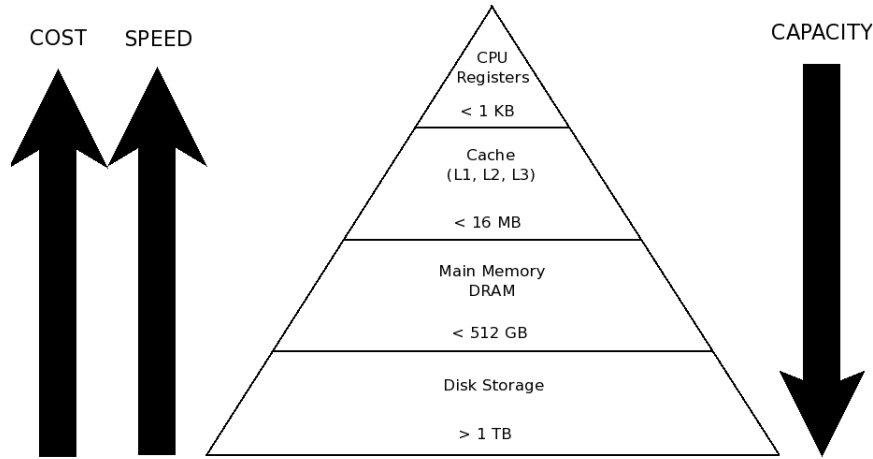 COST
SPEED
CAPACITY
CPU
Registers
< 1 KB
Cache
(L1, L2, L3)
< 16 MB
Main Memory
DRAM
< 512 GB
Disk Storage
> 1 TB